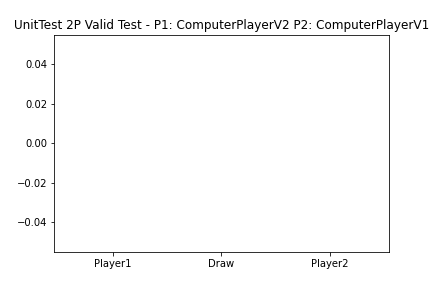 UnitTest 2P Valid Test - P1: ComputerPlayerV2 P2: ComputerPlayerV1
0.04
0.02
0.00
−0.02
−0.04
Player1 Draw Player2